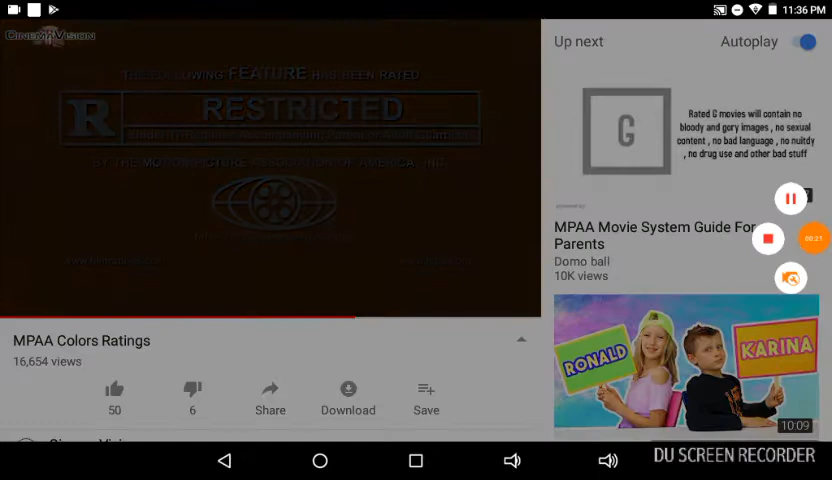 11:36 PM
CINEMAVISION
THE FOLLOWING FEATURE HAS BEEN RATED
R
RESTRICTED
BY THE MOTION PICTURE ASSOCIATION OF AMERICA, INC.
MPAA Colors Ratings
16,654 views
50
6
Share
Download
Save
Up next
Autoplay
G
Rated G movies will contain no
bloody and gory images , no sexual
content , no bad language , no nuitdy
, no drug use and other bad stuff
MPAA Movie System Guide For
Parents
Domo ball
10K views
00:21
RONALD
KARINA
10:09
DU SCREEN RECORDER